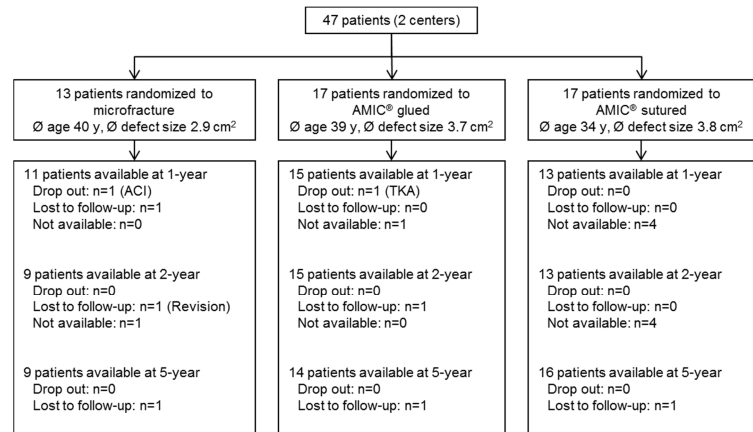 47 patients (2 centers)
13 patients randomized to
microfracture
Ø age 40 y, Ø defect size 2.9 cm²
17 patients randomized to
AMIC® glued
Ø age 39 y, Ø defect size 3.7 cm²
17 patients randomized to
AMIC® sutured
Ø age 34 y, Ø defect size 3.8 cm²
11 patients available at 1-year
Drop out: n=1 (ACI)
Lost to follow-up: n=1
Not available: n=0
9 patients available at 2-year
Drop out: n=0
Lost to follow-up: n=1 (Revision)
Not available: n=1
9 patients available at 5-year
Drop out: n=0
Lost to follow-up: n=1
15 patients available at 1-year
Drop out: n=1 (TKA)
Lost to follow-up: n=0
Not available: n=1
15 patients available at 2-year
Drop out: n=0
Lost to follow-up: n=1
Not available: n=0
14 patients available at 5-year
Drop out: n=0
Lost to follow-up: n=1
13 patients available at 1-year
Drop out: n=0
Lost to follow-up: n=0
Not available: n=4
13 patients available at 2-year
Drop out: n=0
Lost to follow-up: n=0
Not available: n=4
16 patients available at 5-year
Drop out: n=0
Lost to follow-up: n=1